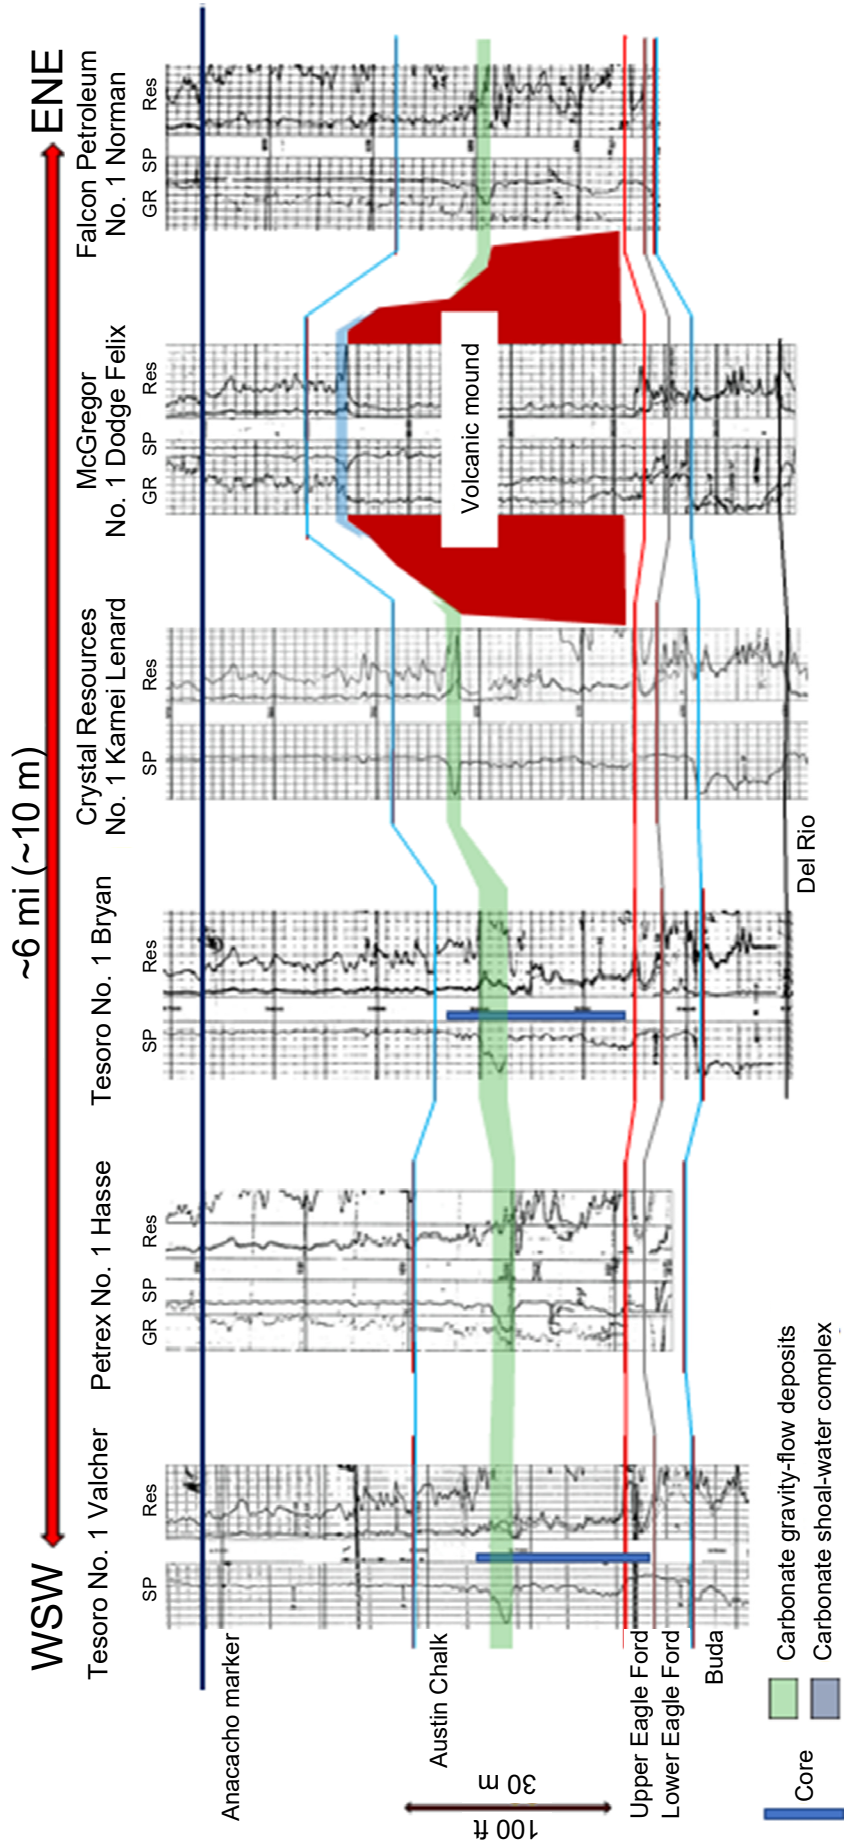 WSW
~6 mi (~10 m)
ENE
Tesoro No. 1 Valcher
Petrex No. 1 Hasse
Tesoro No. 1 Bryan
Crystal Resources
No. 1 Karnei Lenard
McGregor
No. 1 Dodge Felix
Falcon Petroleum
No. 1 Norman
SP
Res
GR
SP
Res
SP
Res
SP
Res
GR
SP
Res
GR
SP
Res
Anacacho marker
Austin Chalk
Volcanic mound
Upper Eagle Ford
Lower Eagle Ford
Buda
Del Rio
100 ft
30 m
Core
Carbonate gravity-flow deposits
Carbonate shoal-water complex